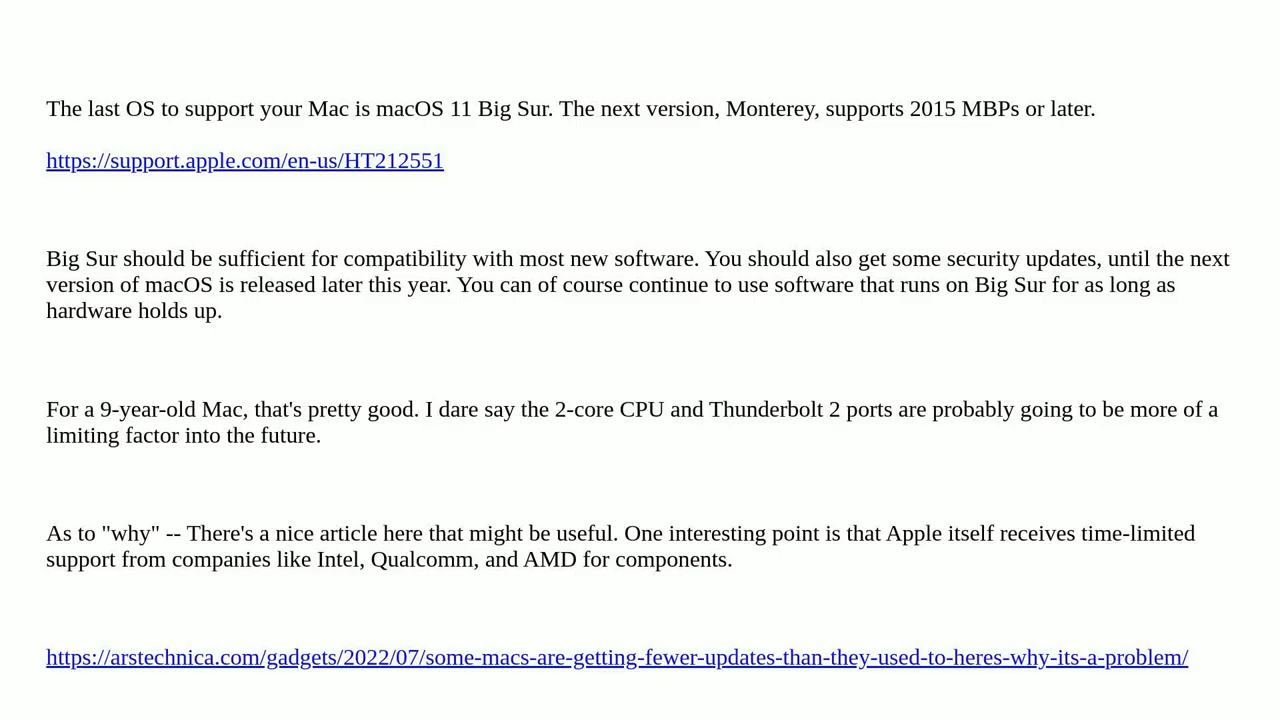 The last OS to support your Mac is macOS 11 Big Sur. The next version, Monterey, supports 2015 MBPs or later.
https://support.apple.com/en-us/HT212551
Big Sur should be sufficient for compatibility with most new software. You should also get some security updates, until the next
version of macOS is released later this year. You can of course continue to use software that runs on Big Sur for as long as
hardware holds up.
For a 9-year-old Mac, that's pretty good. I dare say the 2-core CPU and Thunderbolt 2 ports are probably going to be more of a
limiting factor into the future.
As to "why" -- There's a nice article here that might be useful. One interesting point is that Apple itself receives time-limited
support from companies like Intel, Qualcomm, and AMD for components.
https://arstechnica.com/gadgets/2022/07/some-macs-are-getting-fewer-updates-than-they-used-to-heres-why-its-a-problem/